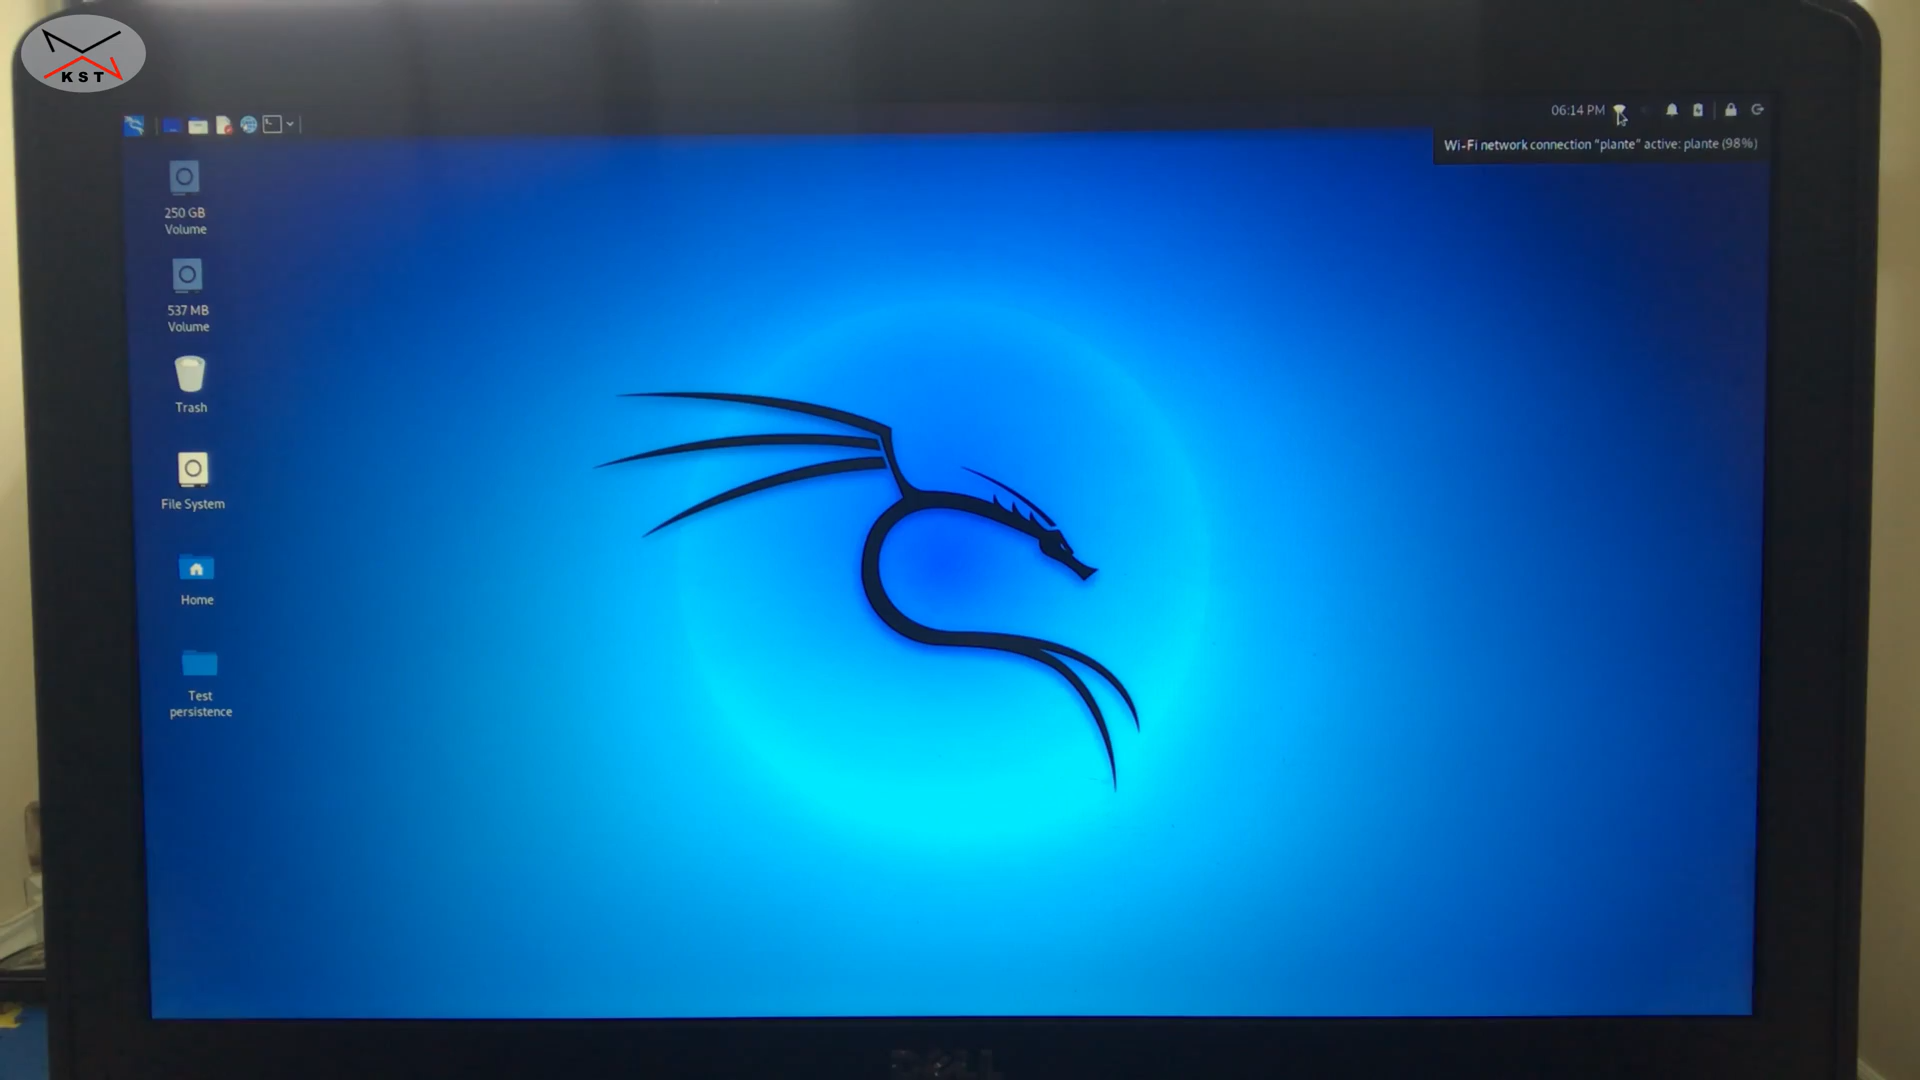 KST
06:14 PM
Wi-Fi network connection "plante" active: plante (98%)
250 GB
Volume
537 MB
Volume
Trash
File System
Home
Test
persistence